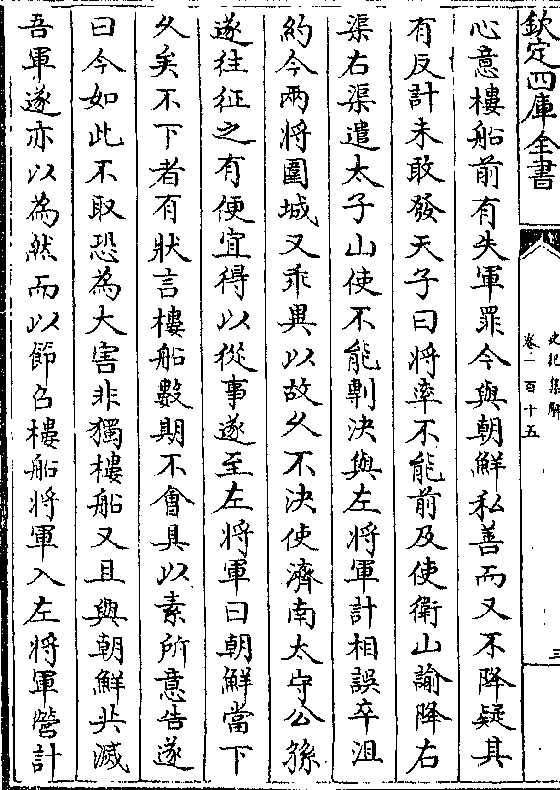 欽定四庫全書
史記集解
卷一百十五
三
心意樓船前有失軍罪今與朝鮮私善而又不降疑其
有反計未敢發天子曰將率不能前及使衛山諭降右
渠右渠遣太子山使不能剸決與左將軍計相誤卒沮
約今兩將圍城又乖異以故久不決使濟南太守公孫
遂往征之有便宜得以從事遂至左將軍曰朝鮮當下
久矣不下者有狀言樓船數期不會具以素所意告遂
曰今如此不取恐為大害非獨樓船又且與朝鮮共滅
吾軍遂亦以為然而以節召樓船將軍入左將軍營計